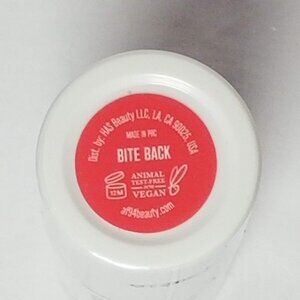 Dist. by: HAS Beauty LLC, LA, CA 90025, USA
MADE IN PRC
BITE BACK
12M
ANIMAL
TEST-FREE
VEGAN
af94beauty.com